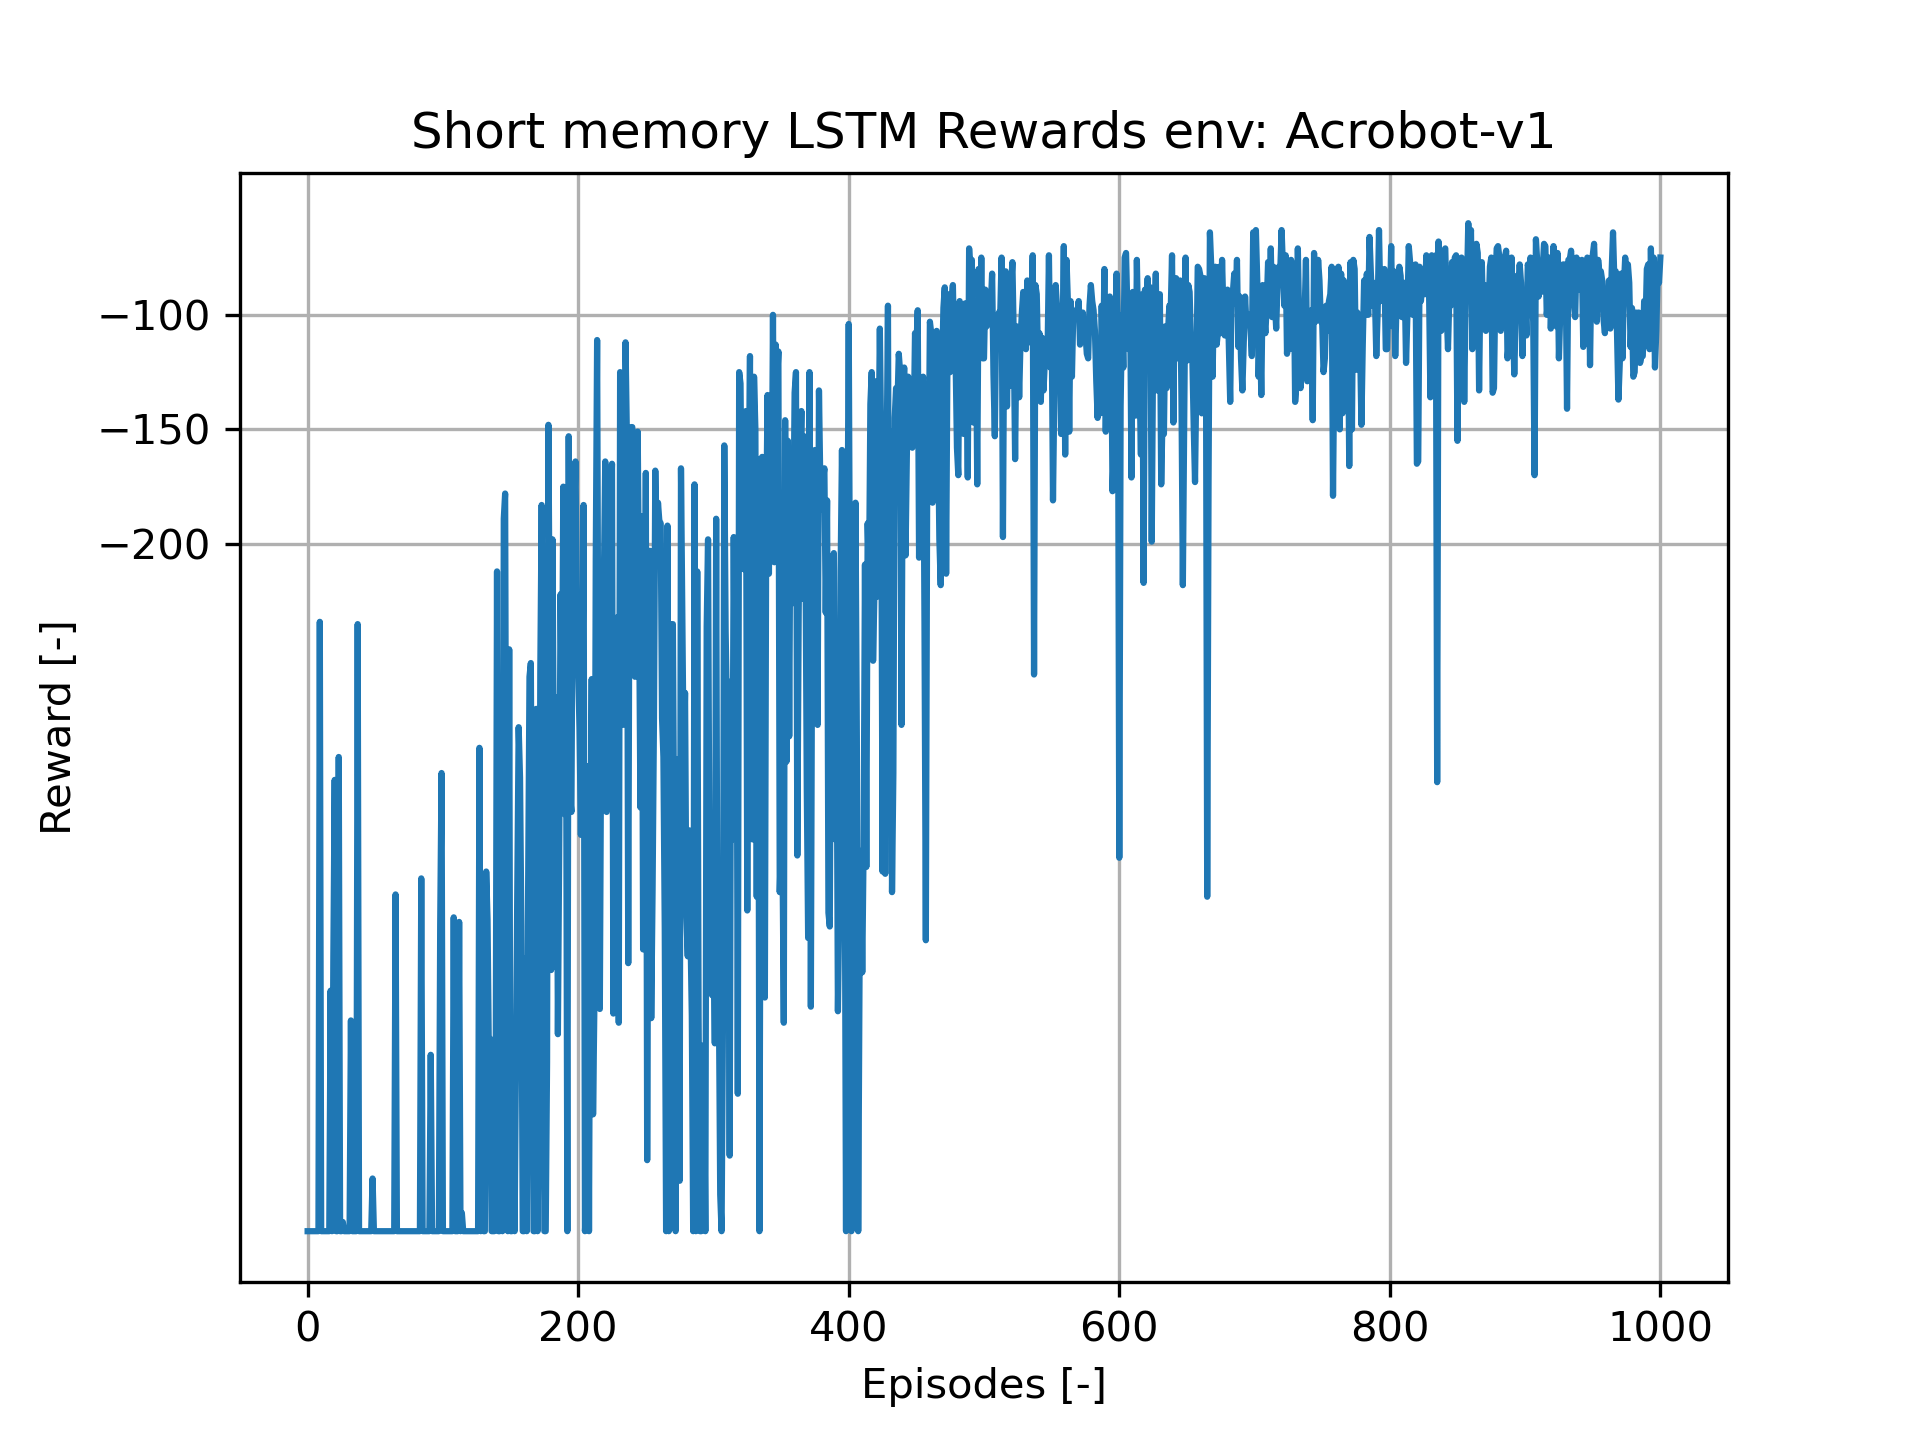 Short memory LSTM Rewards env: Acrobot-v1
−100
−150
−200
Reward [-]
0 200 400 600 800 1000
Episodes [-]